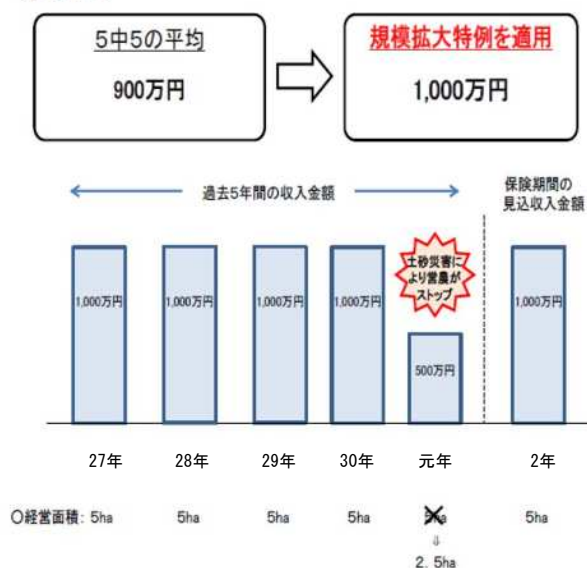 5中5の平均
900万円
規模拡大特例を適用
1,000万円
過去5年間の収入金額
保険期間の
見込収入金額
土砂災害に
より営農が
ストップ
1,000万円
1,000万円
1,000万円
1,000万円
500万円
1,000万円
27年 28年 29年 30年 元年 2年
〇経営面積: 5ha 5ha 5ha 5ha 5ha 5ha
⇓
2.5ha